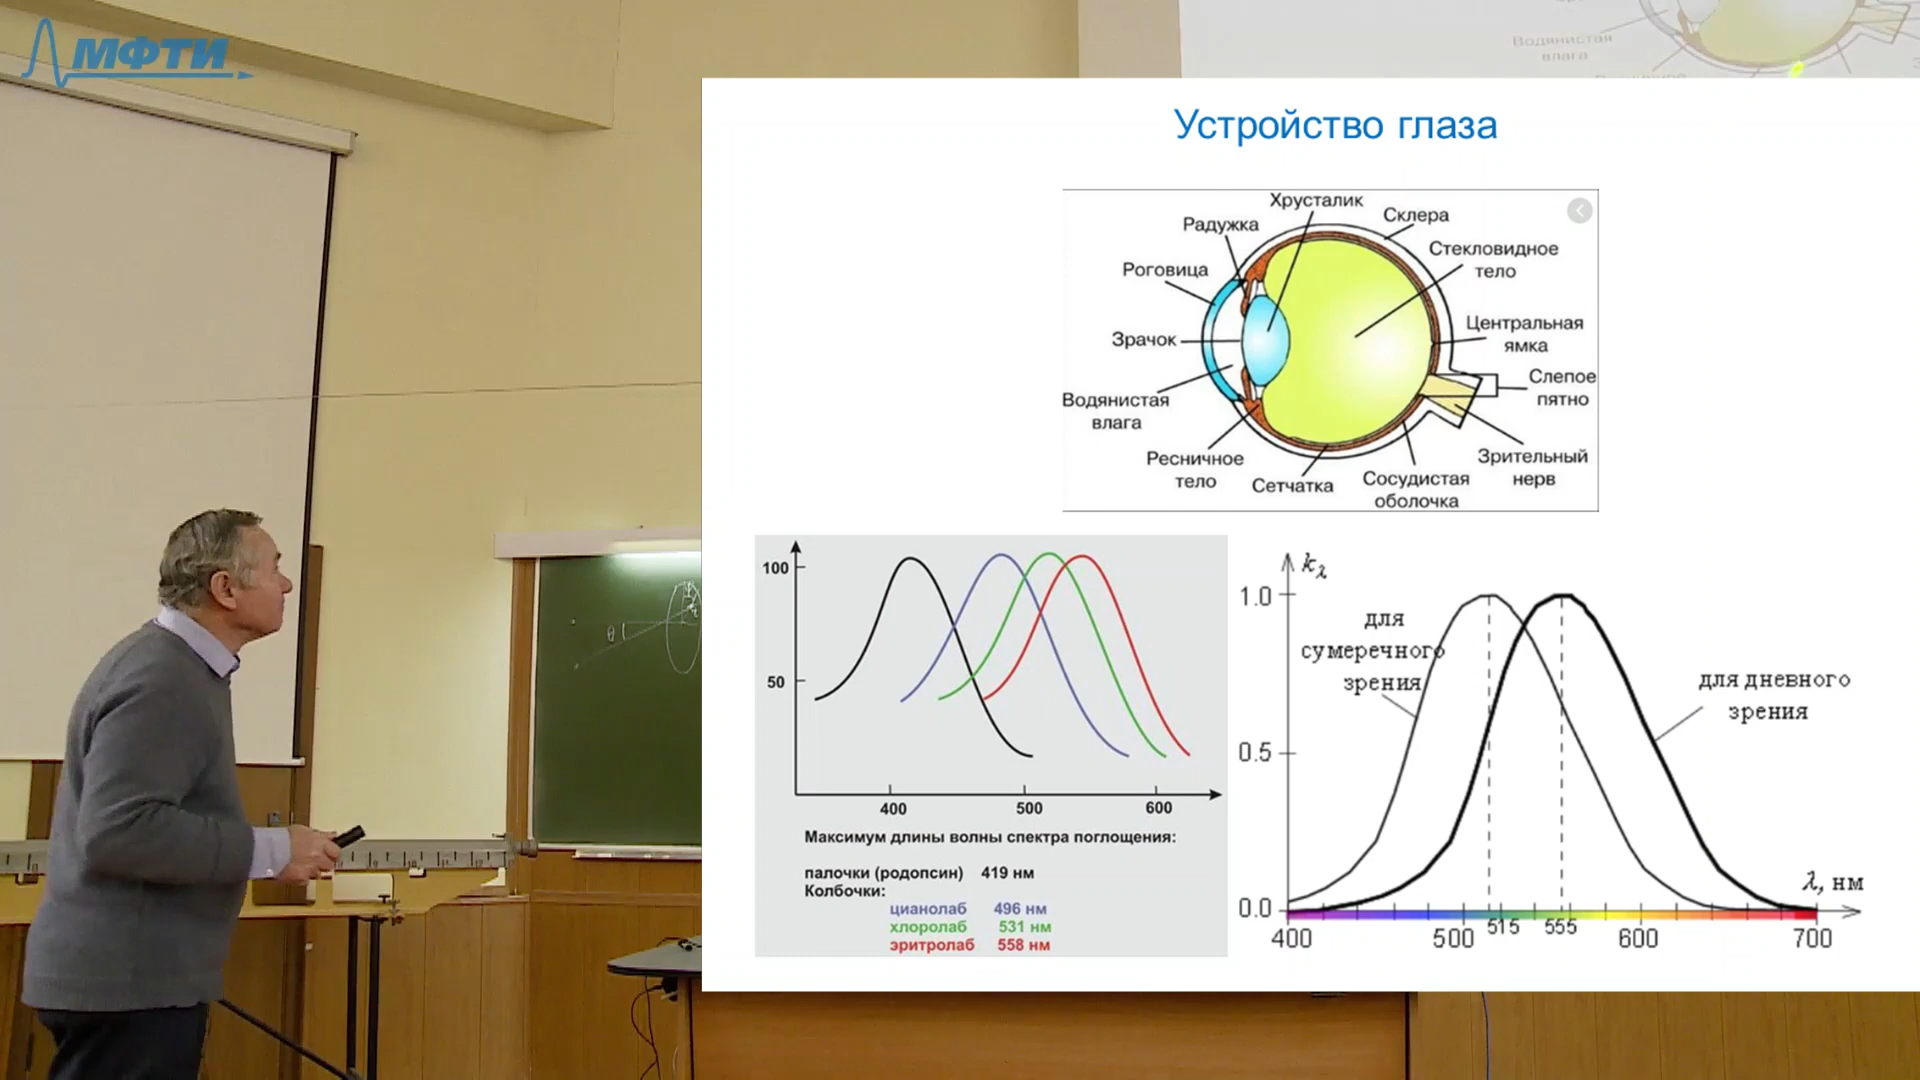 МФТИ
Водянистая
влага
Устройство глаза
Хрусталик
Радужка
Склера
Стекловидное
тело
Роговица
Центральная
ямка
Зрачок
Слепое
пятно
Водянистая
влага
Ресничное
тело
Сетчатка
Сосудистая
оболочка
Зрительный
нерв
100
50
400 500 600
Максимум длины волны спектра поглощения:
палочки (родопсин) 419 нм
Колбочки:
цианолаб 496 нм
хлоролаб 531 нм
эритролаб 558 нм
kλ
1.0
для
сумеречного
зрения
для дневного
зрения
0.5
λ, нм
0.0
400 500 515 555 600 700
θ